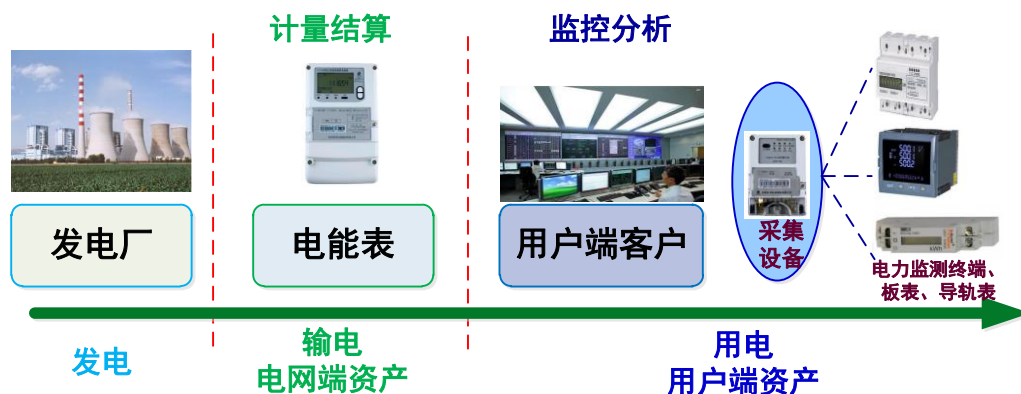 计量结算
监控分析
发电厂
电能表
用户端客户
采集
设备
电力监测终端、
板表、导轨表
发电
输电
电网端资产
用电
用户端资产